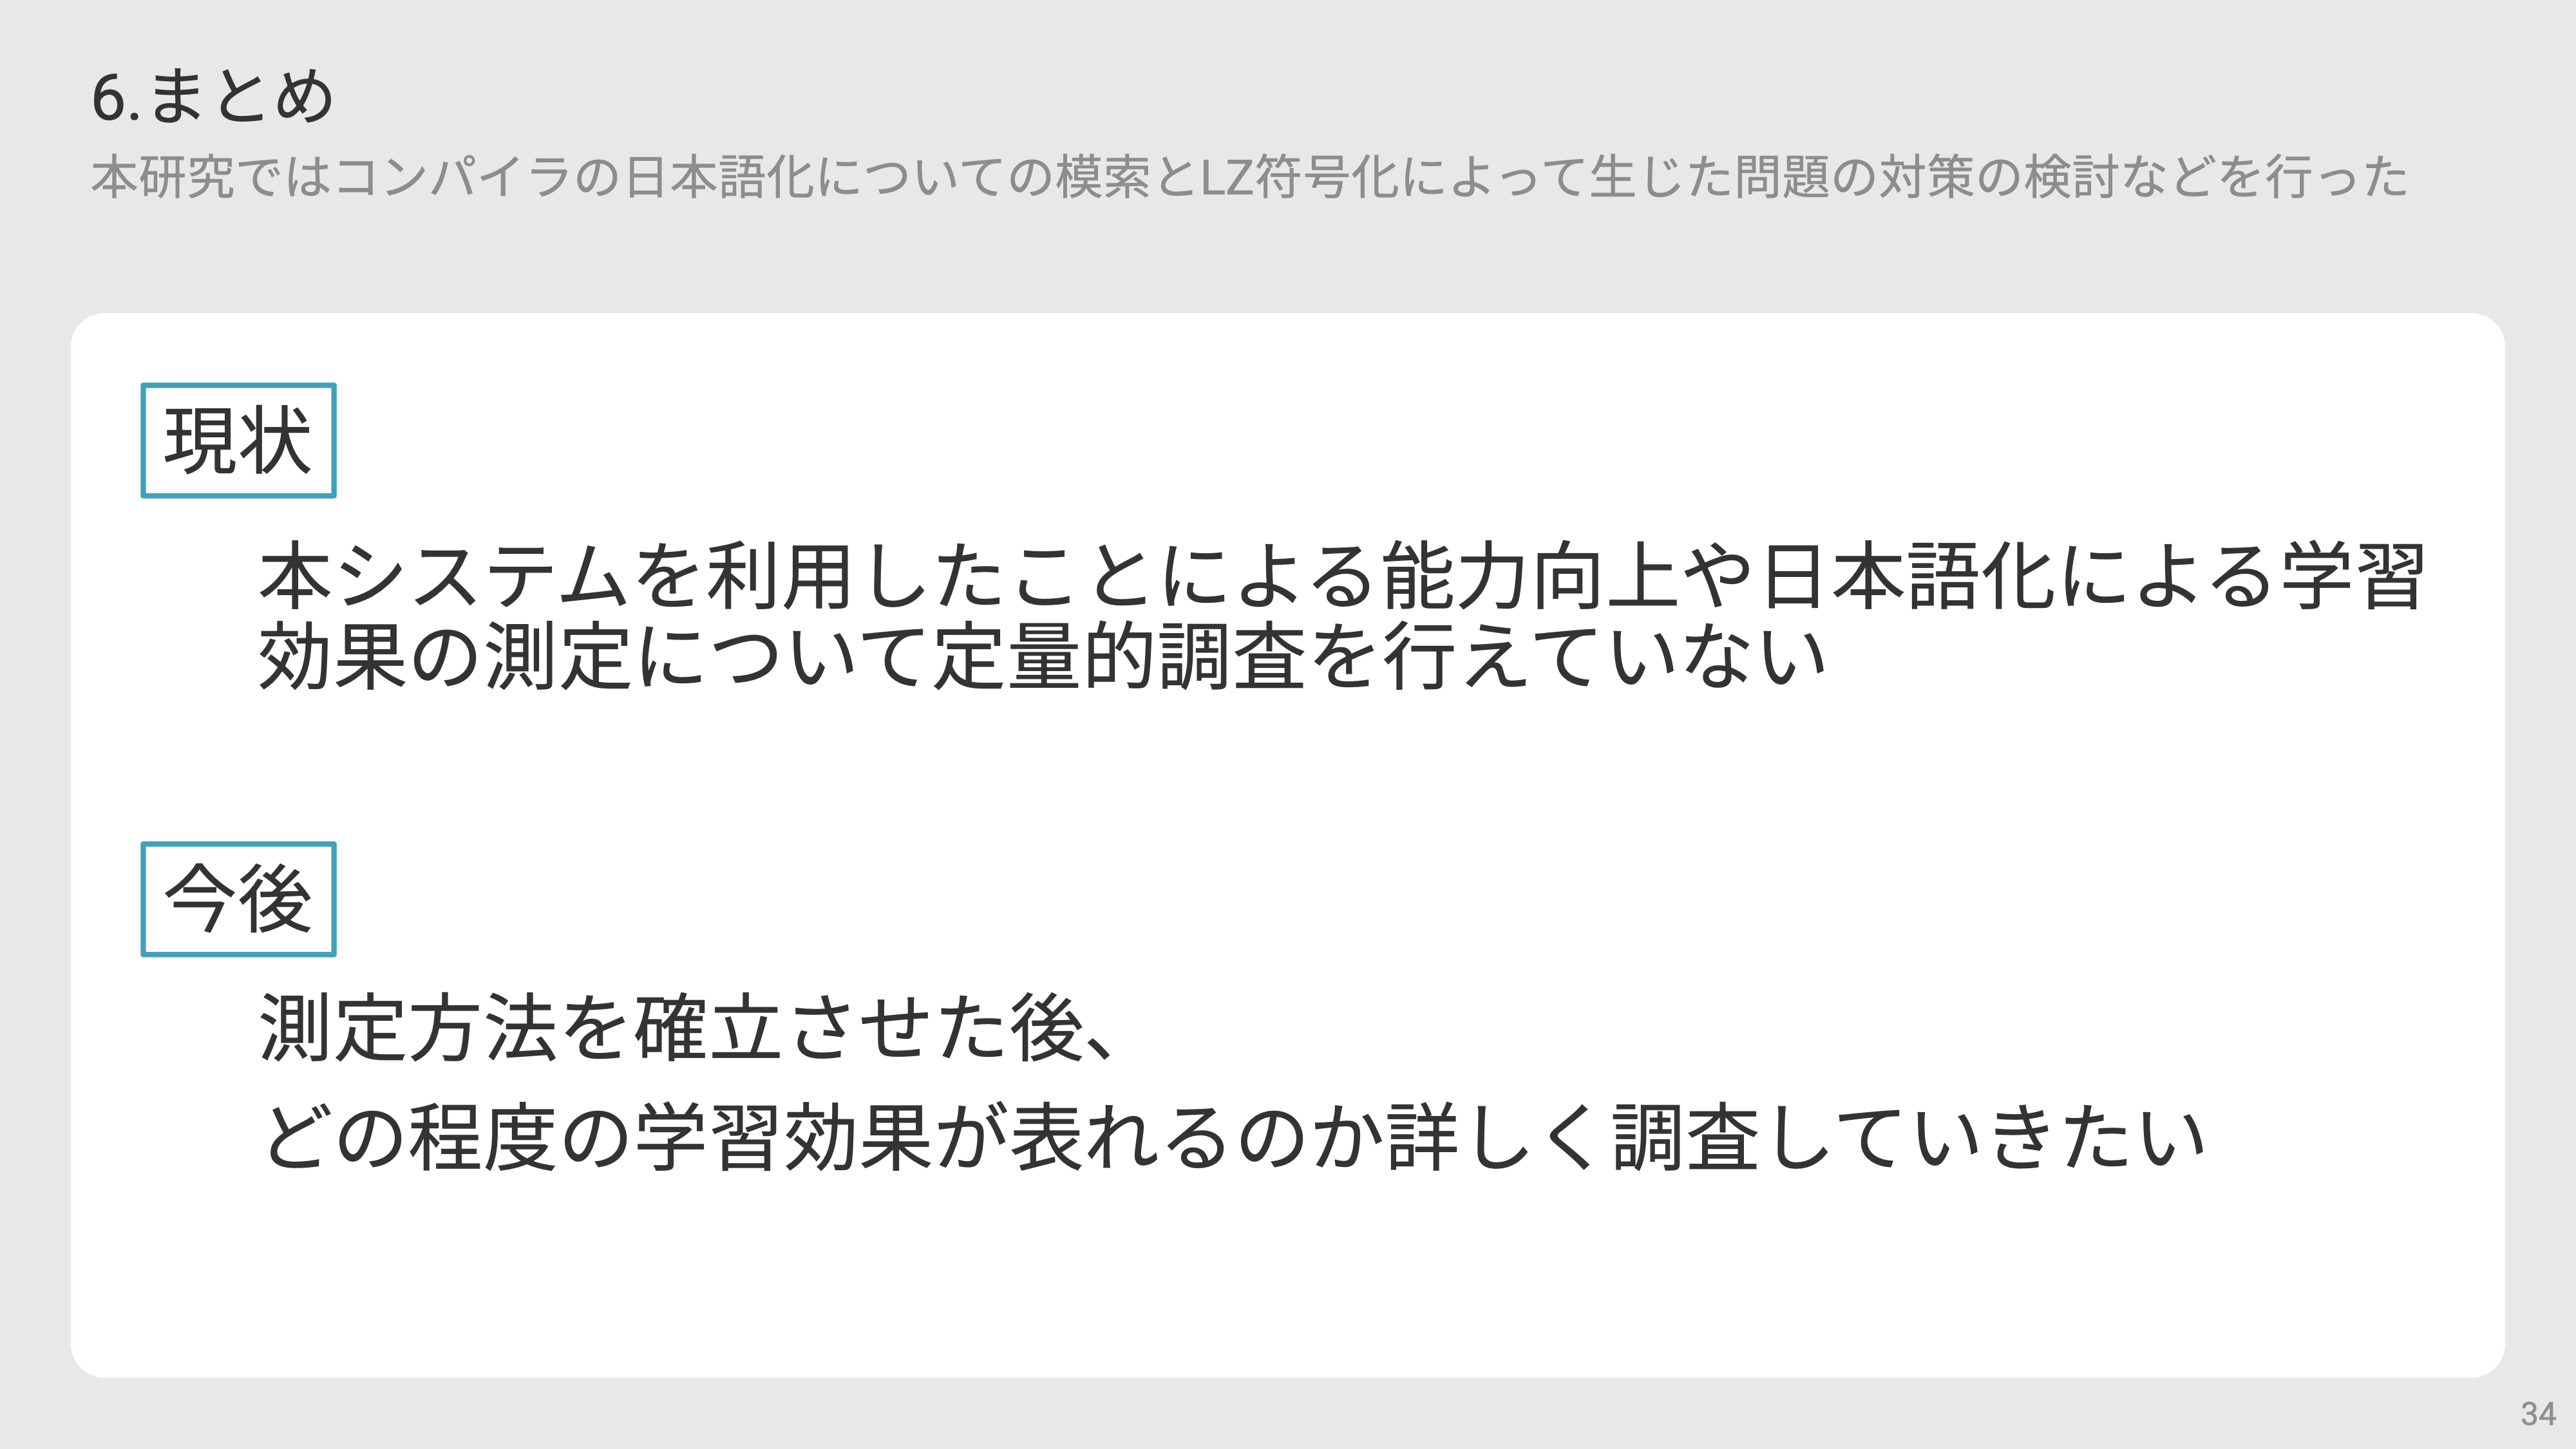 6.まとめ
本研究ではコンパイラの日本語化についての模索とLZ符号化によって生じた問題の対策の検討などを行った
現状
本システムを利用したことによる能力向上や日本語化による学習
効果の測定について定量的調査を行えていない
今後
測定方法を確立させた後、
どの程度の学習効果が表れるのか詳しく調査していきたい
34